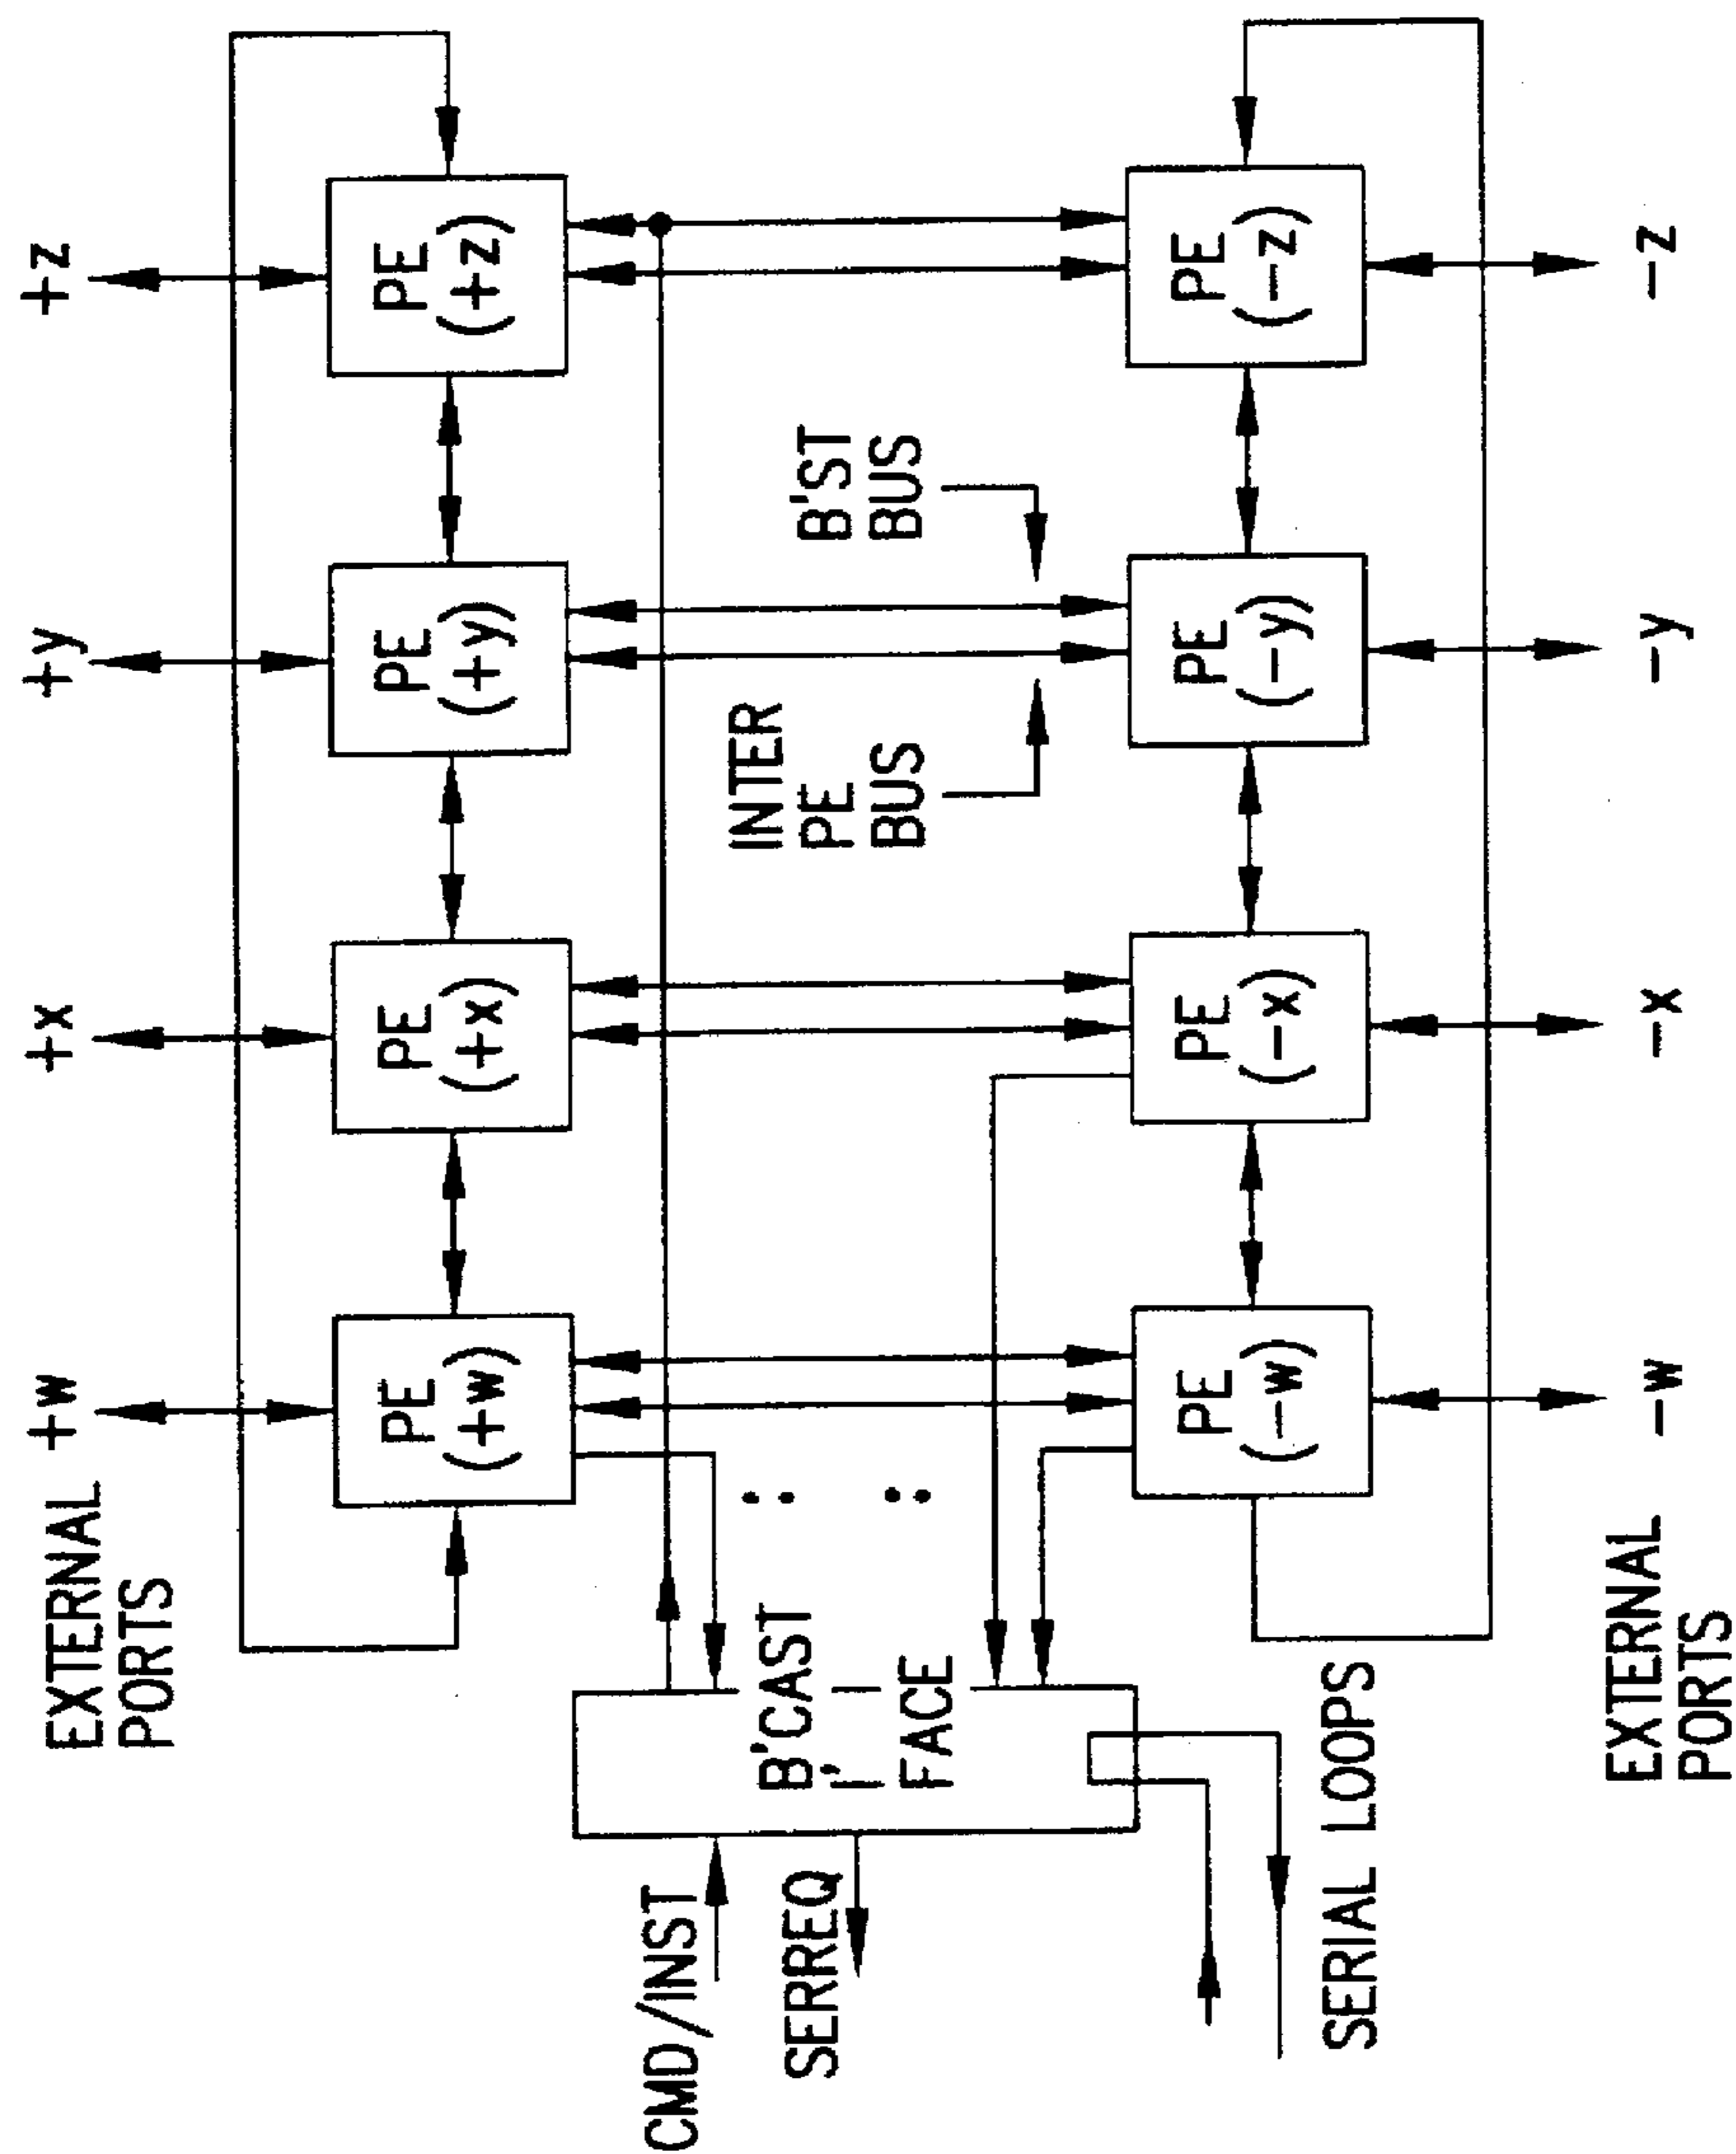 EXTERNAL
PORTS
+w
+x
+y
+z
PE
(+w)
PE
(+x)
PE
(+y)
PE
(+z)
CMD/INST
SERREQ
B'CAST
I'
FACE
INTER
PE
BUS
B'ST
BUS
PE
(-w)
PE
(-x)
PE
(-y)
PE
(-z)
SERIAL LOOPS
EXTERNAL
PORTS
-w
-x
-y
-z